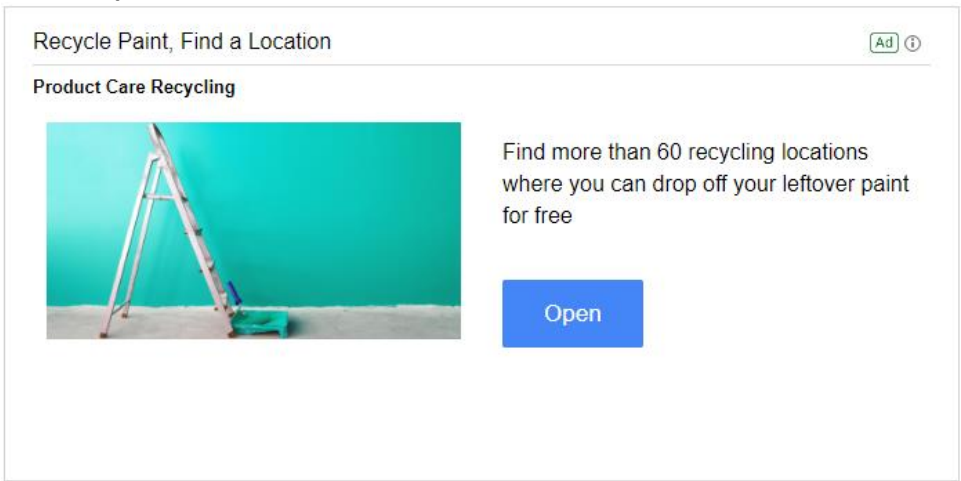 Recycle Paint, Find a Location
Ad
Product Care Recycling
Find more than 60 recycling locations
where you can drop off your leftover paint
for free
Open